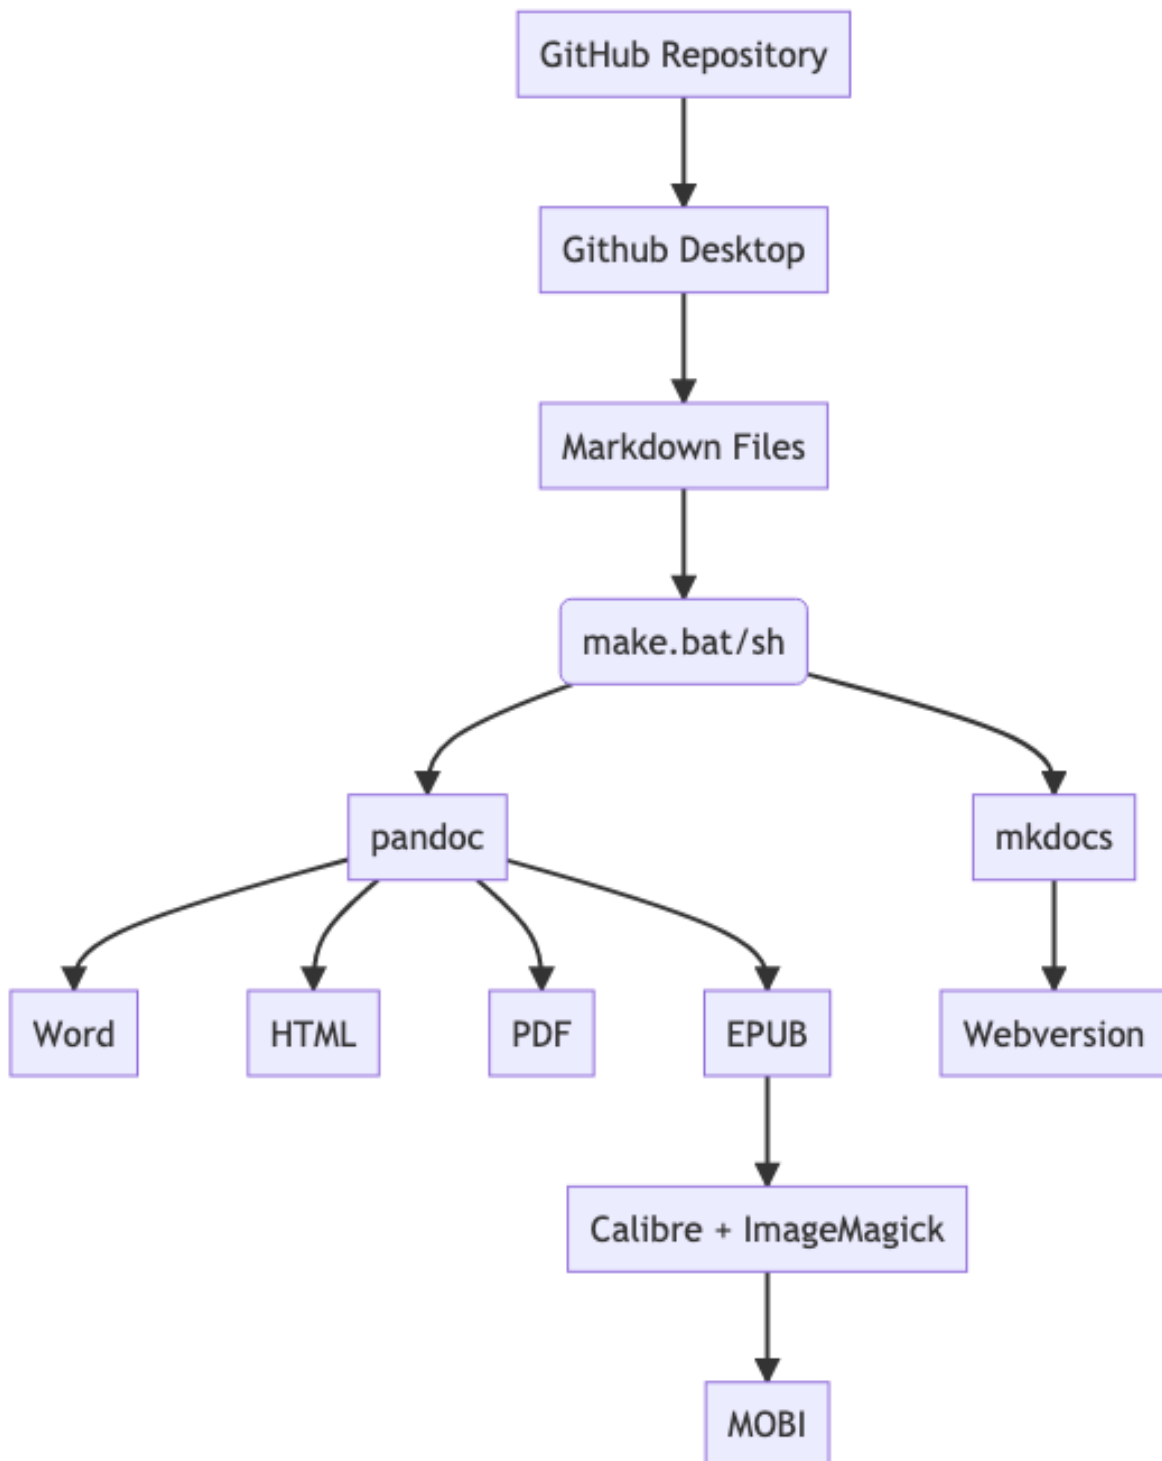 GitHub Repository
Github Desktop
Markdown Files
make.bat/sh
pandoc
mkdocs
Word
HTML
PDF
EPUB
Webversion
Calibre + ImageMagick
MOBI